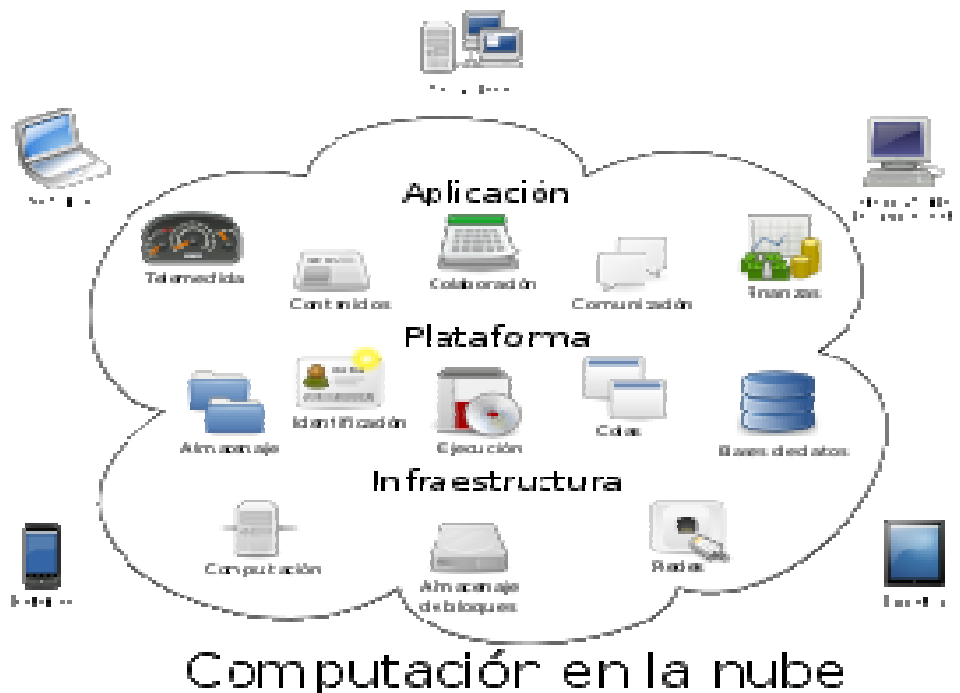 Aplicación
Telemedida
Contenidos
Colaboración
Comunización
Finanzas
Plataforma
Almacenaje
Identificación
Ejecución
Colas
Bases de datos
Infraestructura
Computación
Almacenaje
de bloques
Redes
Computación en la nube